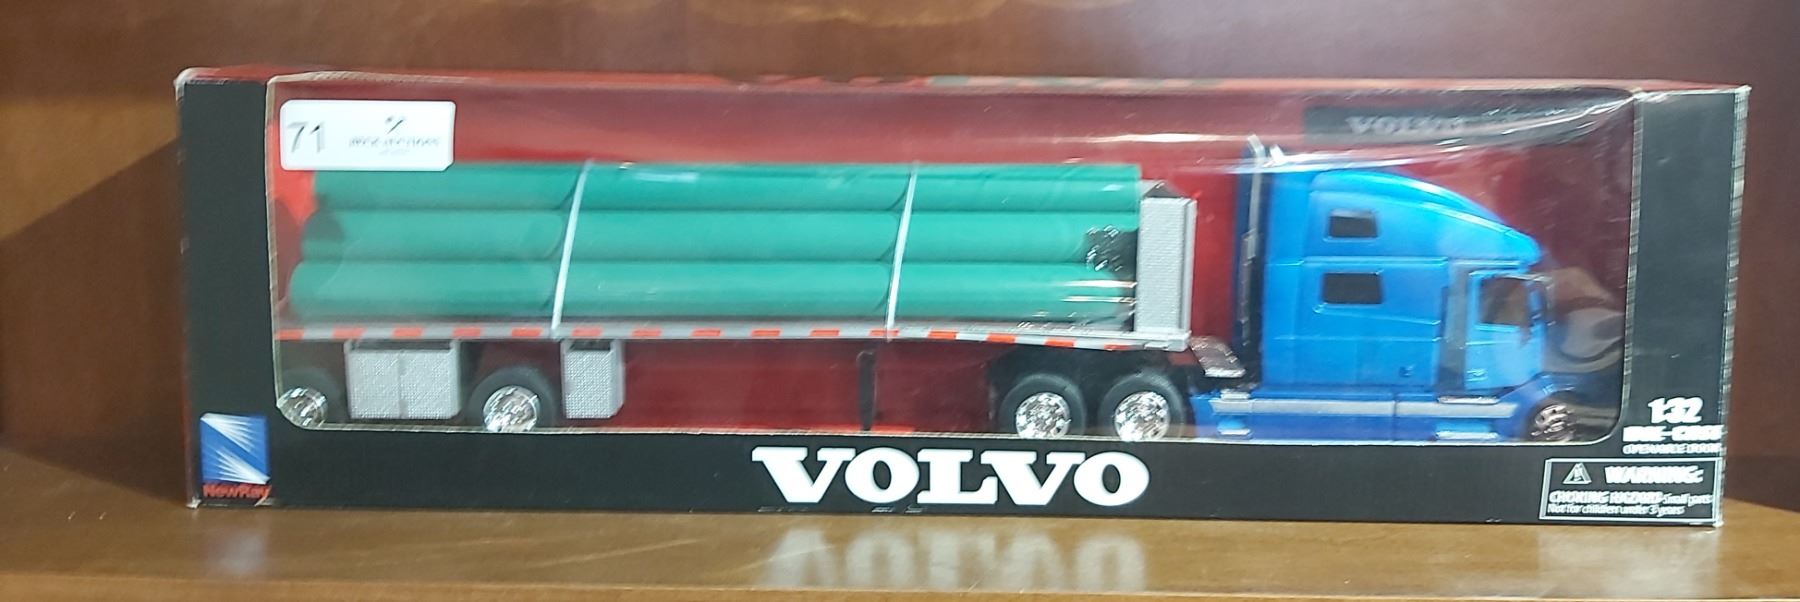 71
VOLVO
1:32
DIE-CAST
OPENABLE DOOR
NewRay
VOLVO
WARNING:
CHOKING HAZARD-Small parts
Not for children under 3 years